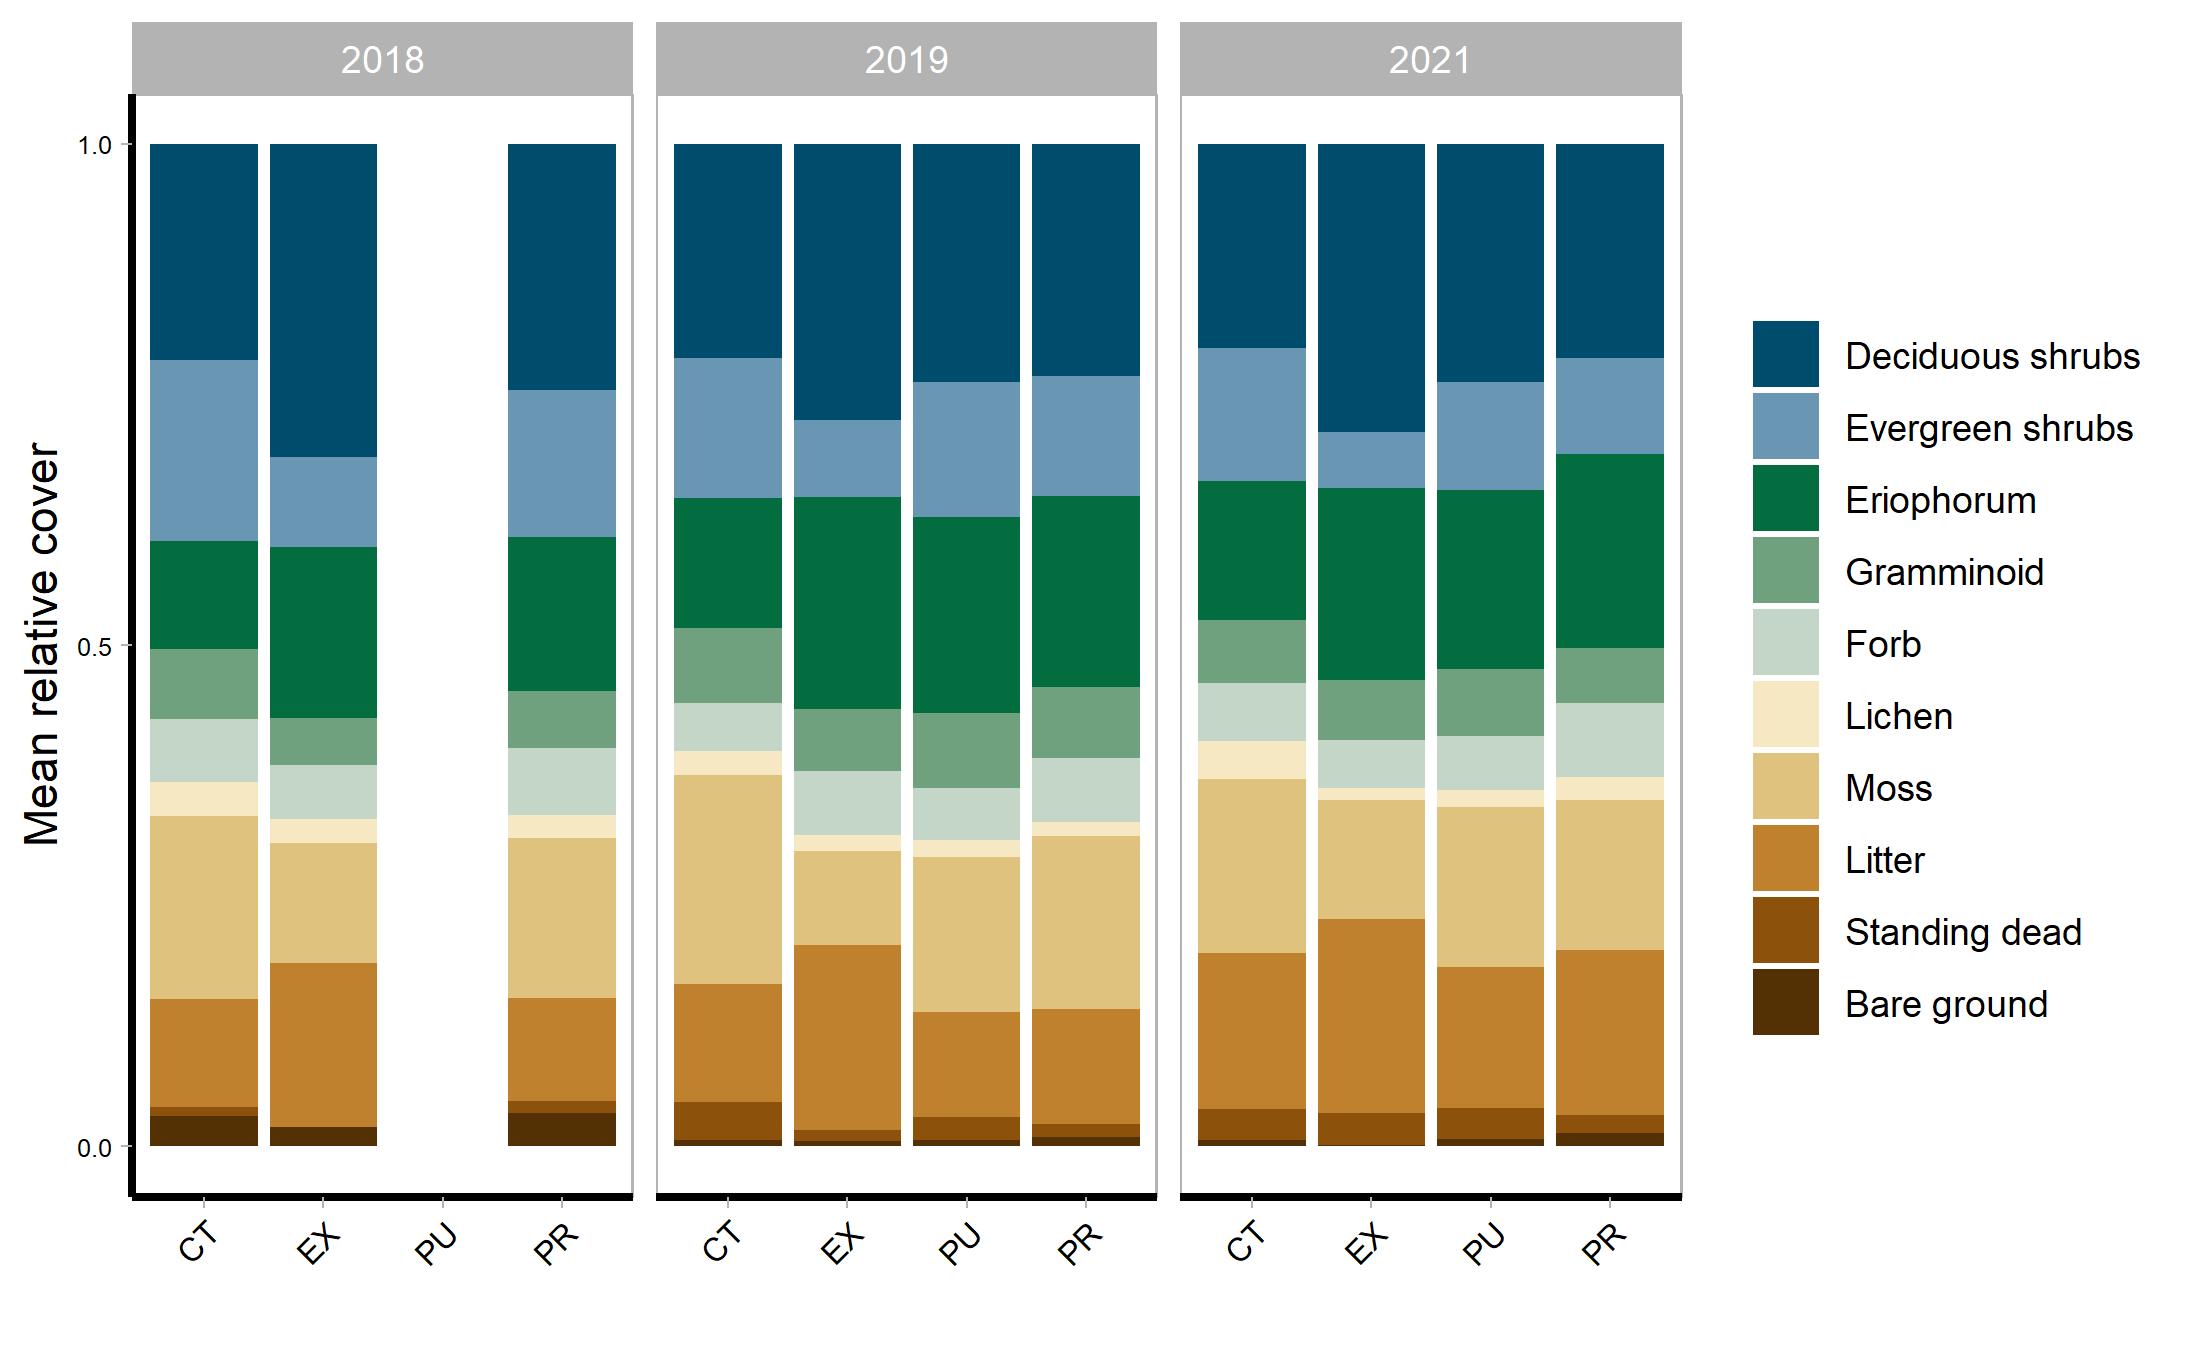 2018
2019
2021
Mean relative cover
1.0
0.5
0.0
CT
EX
PU
PR
CT
EX
PU
PR
CT
EX
PU
PR
Deciduous shrubs
Evergreen shrubs
Eriophorum
Gramminoid
Forb
Lichen
Moss
Litter
Standing dead
Bare ground